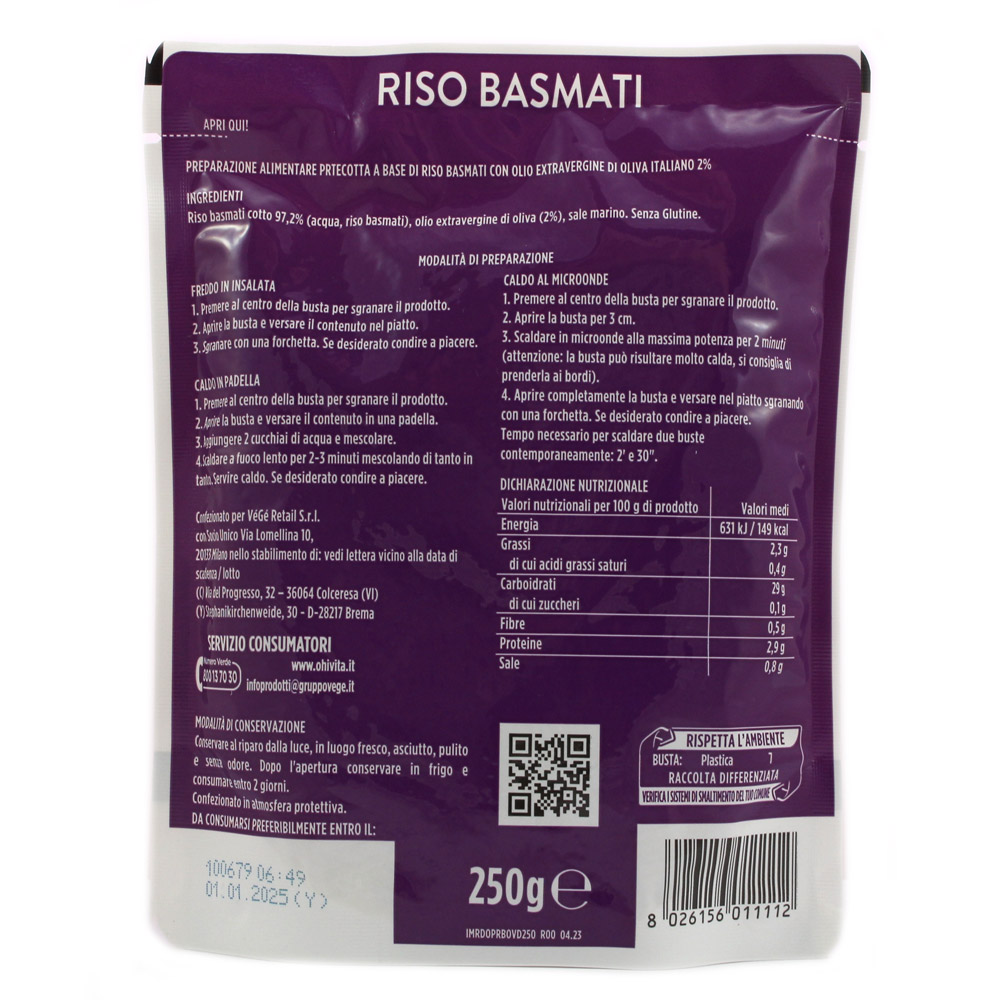 RISO BASMATI
APRI QUI!
PREPARAZIONE ALIMENTARE PRTECOTTA A BASE DI RISO BASMATI CON OLIO EXTRAVERGINE DI OLIVA ITALIANO 2%
INGREDIENTI
Riso basmati cotto 97,2% (acqua, riso basmati), olio extravergine di oliva (2%), sale marino. Senza Glutine.
MODALITÀ DI PREPARAZIONE
FREDDO IN INSALATA
1. Premere al centro della busta per sgranare il prodotto.
2. Aprire la busta e versare il contenuto nel piatto.
3. Sgranare con una forchetta. Se desiderato condire a piacere.
CALDO IN PADELLA
1. Premere al centro della busta per sgranare il prodotto.
2. Aprire la busta e versare il contenuto in una padella.
3. Aggiungere 2 cucchiai di acqua e mescolare.
4. Scaldare a fuoco lento per 2-3 minuti mescolando di tanto in
tanto. Servire caldo. Se desiderato condire a piacere.
CALDO AL MICROONDE
1. Premere al centro della busta per sgranare il prodotto.
2. Aprire la busta per 3 cm.
3. Scaldare in microonde alla massima potenza per 2 minuti
(attenzione: la busta può risultare molto calda, si consiglia di
prenderla ai bordi).
4. Aprire completamente la busta e versare nel piatto sgranando
con una forchetta. Se desiderato condire a piacere.
Tempo necessario per scaldare due buste
contemporaneamente: 2' e 30".
Confezionato per VéGé Retail S.r.l.
con Socio Unico Via Lomellina 10,
20133 Milano nello stabilimento di: vedi lettera vicino alla data di
scadenza / lotto
(C) Via del Progresso, 32 – 36064 Colceresa (VI)
(Y) Stephanikirchenweide, 30 - D-28217 Brema
SERVIZIO CONSUMATORI
Numero Verde
800 13 70 30
www.ohivita.it
infoprodotti@gruppovege.it
DICHIARAZIONE NUTRIZIONALE
Valori nutrizionali per 100 g di prodotto Valori medi
Energia 631 kJ / 149 kcal
Grassi 2,3 g
di cui acidi grassi saturi 0,4 g
Carboidrati 29 g
di cui zuccheri 0,1 g
Fibre 0,5 g
Proteine 2,9 g
Sale 0,8 g
MODALITÀ DI CONSERVAZIONE
Conservare al riparo dalla luce, in luogo fresco, asciutto, pulito
e senza odore. Dopo l'apertura conservare in frigo e
consumare entro 2 giorni.
Confezionato in atmosfera protettiva.
DA CONSUMARSI PREFERIBILMENTE ENTRO IL:
100679 06:49
01.01.2025 (Y)
RISPETTA L'AMBIENTE
BUSTA: Plastica 7
RACCOLTA DIFFERENZIATA
VERIFICA I SISTEMI DI SMALTIMENTO DEL TUO COMUNE
250g e
IMRDOPRBOVD250 R00 04.23
8 026156 011112